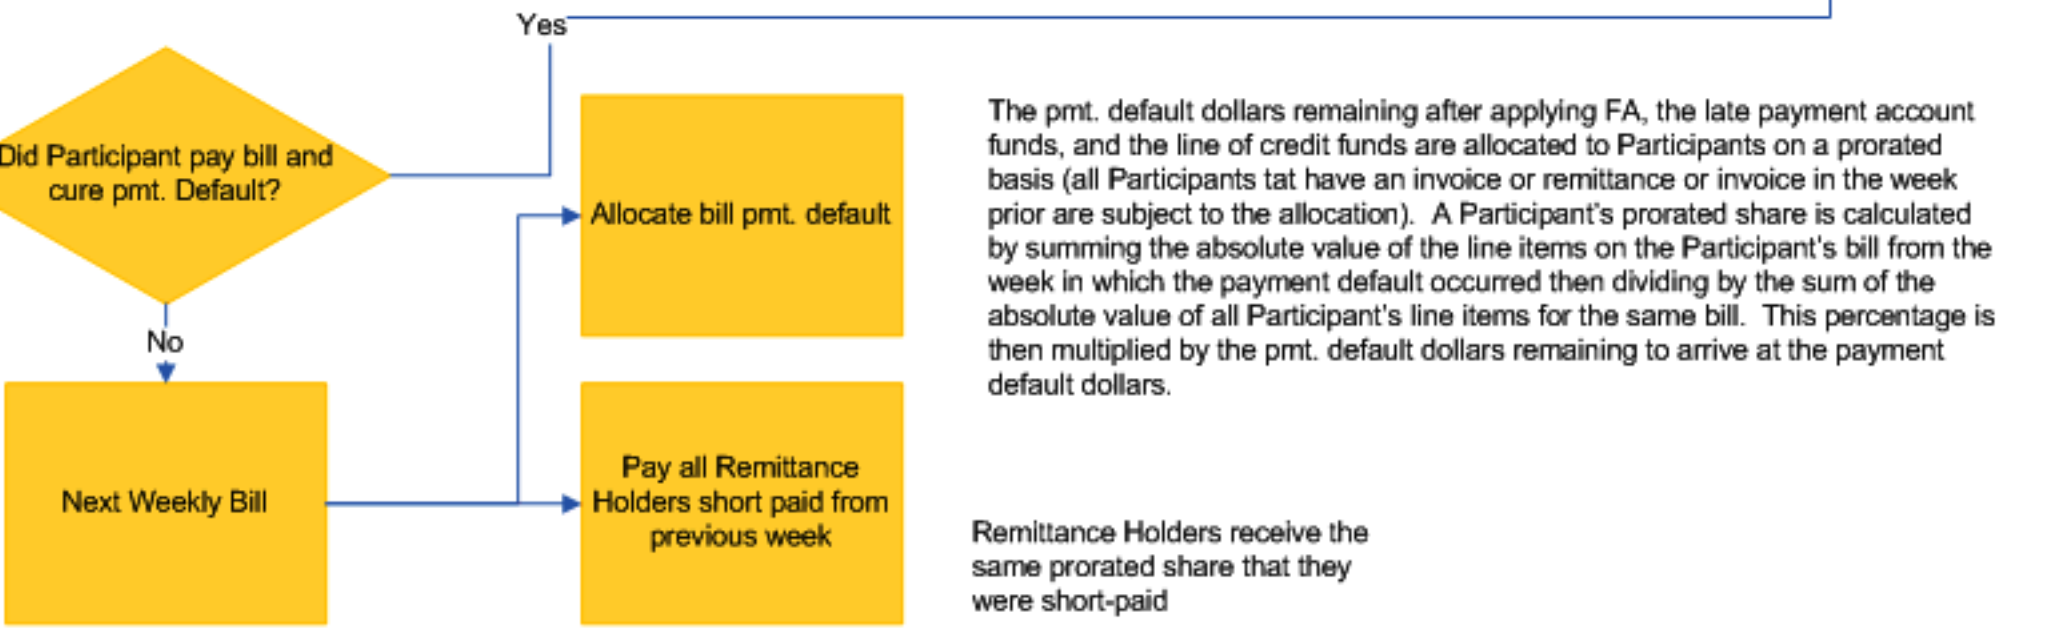 Yes
Did Participant pay bill and
cure pmt. Default?
No
Next Weekly Bill
Allocate bill pmt. default
Pay all Remittance
Holders short paid from
previous week
The pmt. default dollars remaining after applying FA, the late payment account
funds, and the line of credit funds are allocated to Participants on a prorated
basis (all Participants tat have an invoice or remittance or invoice in the week
prior are subject to the allocation).  A Participant's prorated share is calculated
by summing the absolute value of the line items on the Participant's bill from the
week in which the payment default occurred then dividing by the sum of the
absolute value of all Participant's line items for the same bill.  This percentage is
then multiplied by the pmt. default dollars remaining to arrive at the payment
default dollars.
Remittance Holders receive the
same prorated share that they
were short-paid